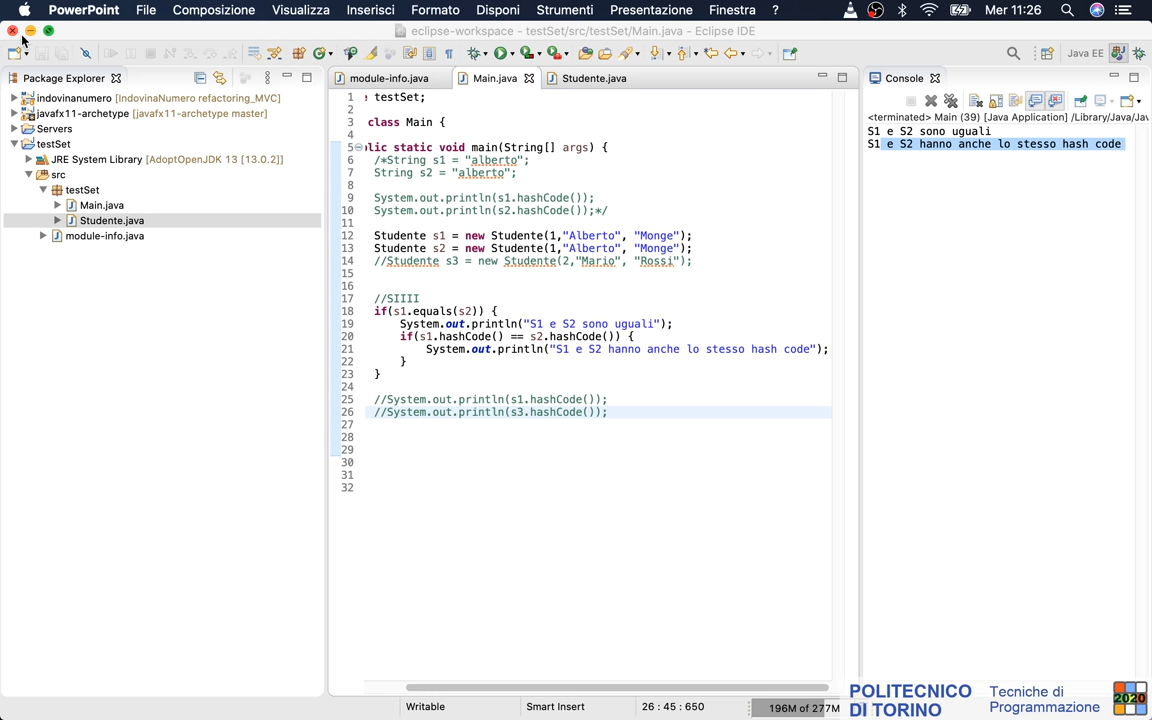 PowerPoint File Composizione Visualizza Inserisci Formato Disponi Strumenti Presentazione Finestra ? Mer 11:26
eclipse-workspace - testSet/src/testSet/Main.java - Eclipse IDE
Java EE
Package Explorer
module-info.java Main.java Studente.java
Console
indovinanumero [IndovinaNumero refactoring_MVC]
javafx11-archetype [javafx11-archetype master]
Servers
testSet
JRE System Library [AdoptOpenJDK 13 [13.0.2]]
src
testSet
Main.java
Studente.java
module-info.java
1 testSet;
2
3 class Main {
4
5 lic static void main(String[] args) {
6 /*String s1 = "alberto";
7 String s2 = "alberto";
8
9 System.out.println(s1.hashCode());
10 System.out.println(s2.hashCode());*/
11
12 Studente s1 = new Studente(1,"Alberto", "Monge");
13 Studente s2 = new Studente(1,"Alberto", "Monge");
14 //Studente s3 = new Studente(2,"Mario", "Rossi");
15
16
17 //SIIII
18 if(s1.equals(s2)) {
19 System.out.println("S1 e S2 sono uguali");
20 if(s1.hashCode() == s2.hashCode()) {
21 System.out.println("S1 e S2 hanno anche lo stesso hash code");
22 }
23 }
24
25 //System.out.println(s1.hashCode());
26 //System.out.println(s3.hashCode());
27
28
29
30
31
32
<terminated> Main (39) [Java Application] /Library/Java/Jav
S1 e S2 sono uguali
S1 e S2 hanno anche lo stesso hash code
Writable Smart Insert 26 : 45 : 650 196M of 277M
POLITECNICO
DI TORINO
Tecniche di
Programmazione
2020